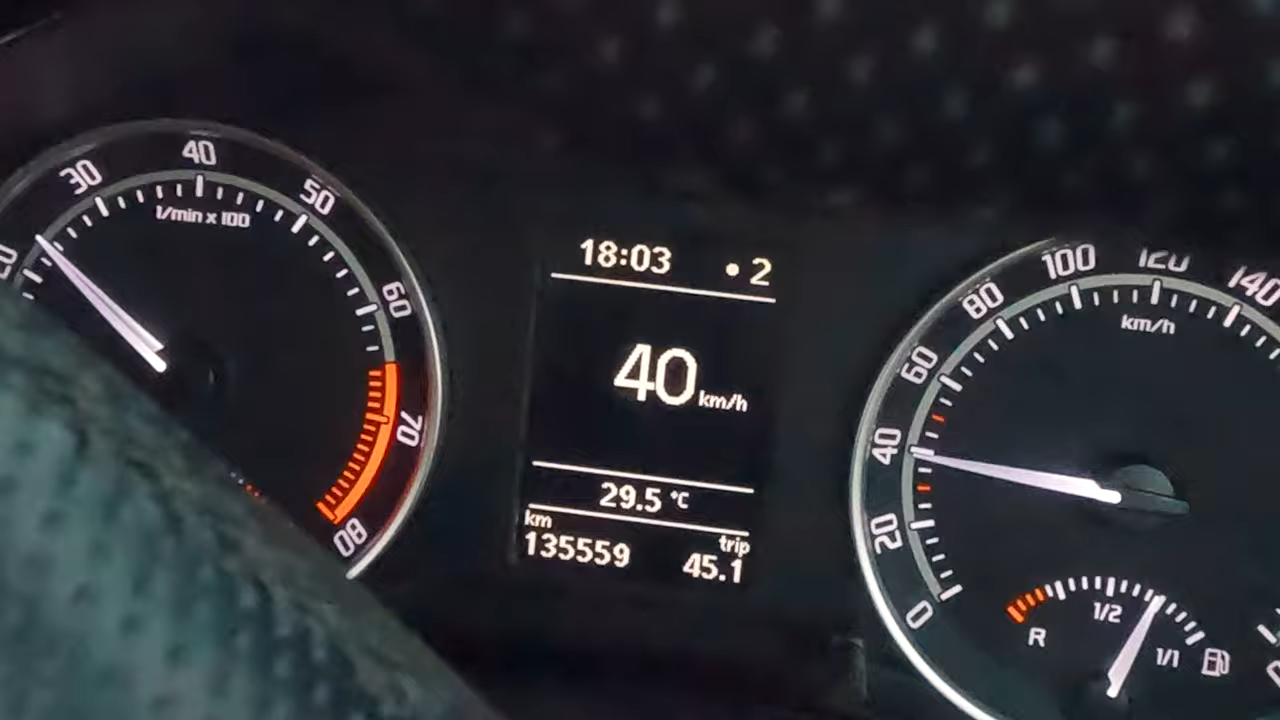 40
30
50
1/min x 100
60
70
80
18:03 • 2
40 km/h
29.5 °C
km
135559
trip
45.1
100
120
140
80
km/h
60
40
20
0
1/2
R
1/1